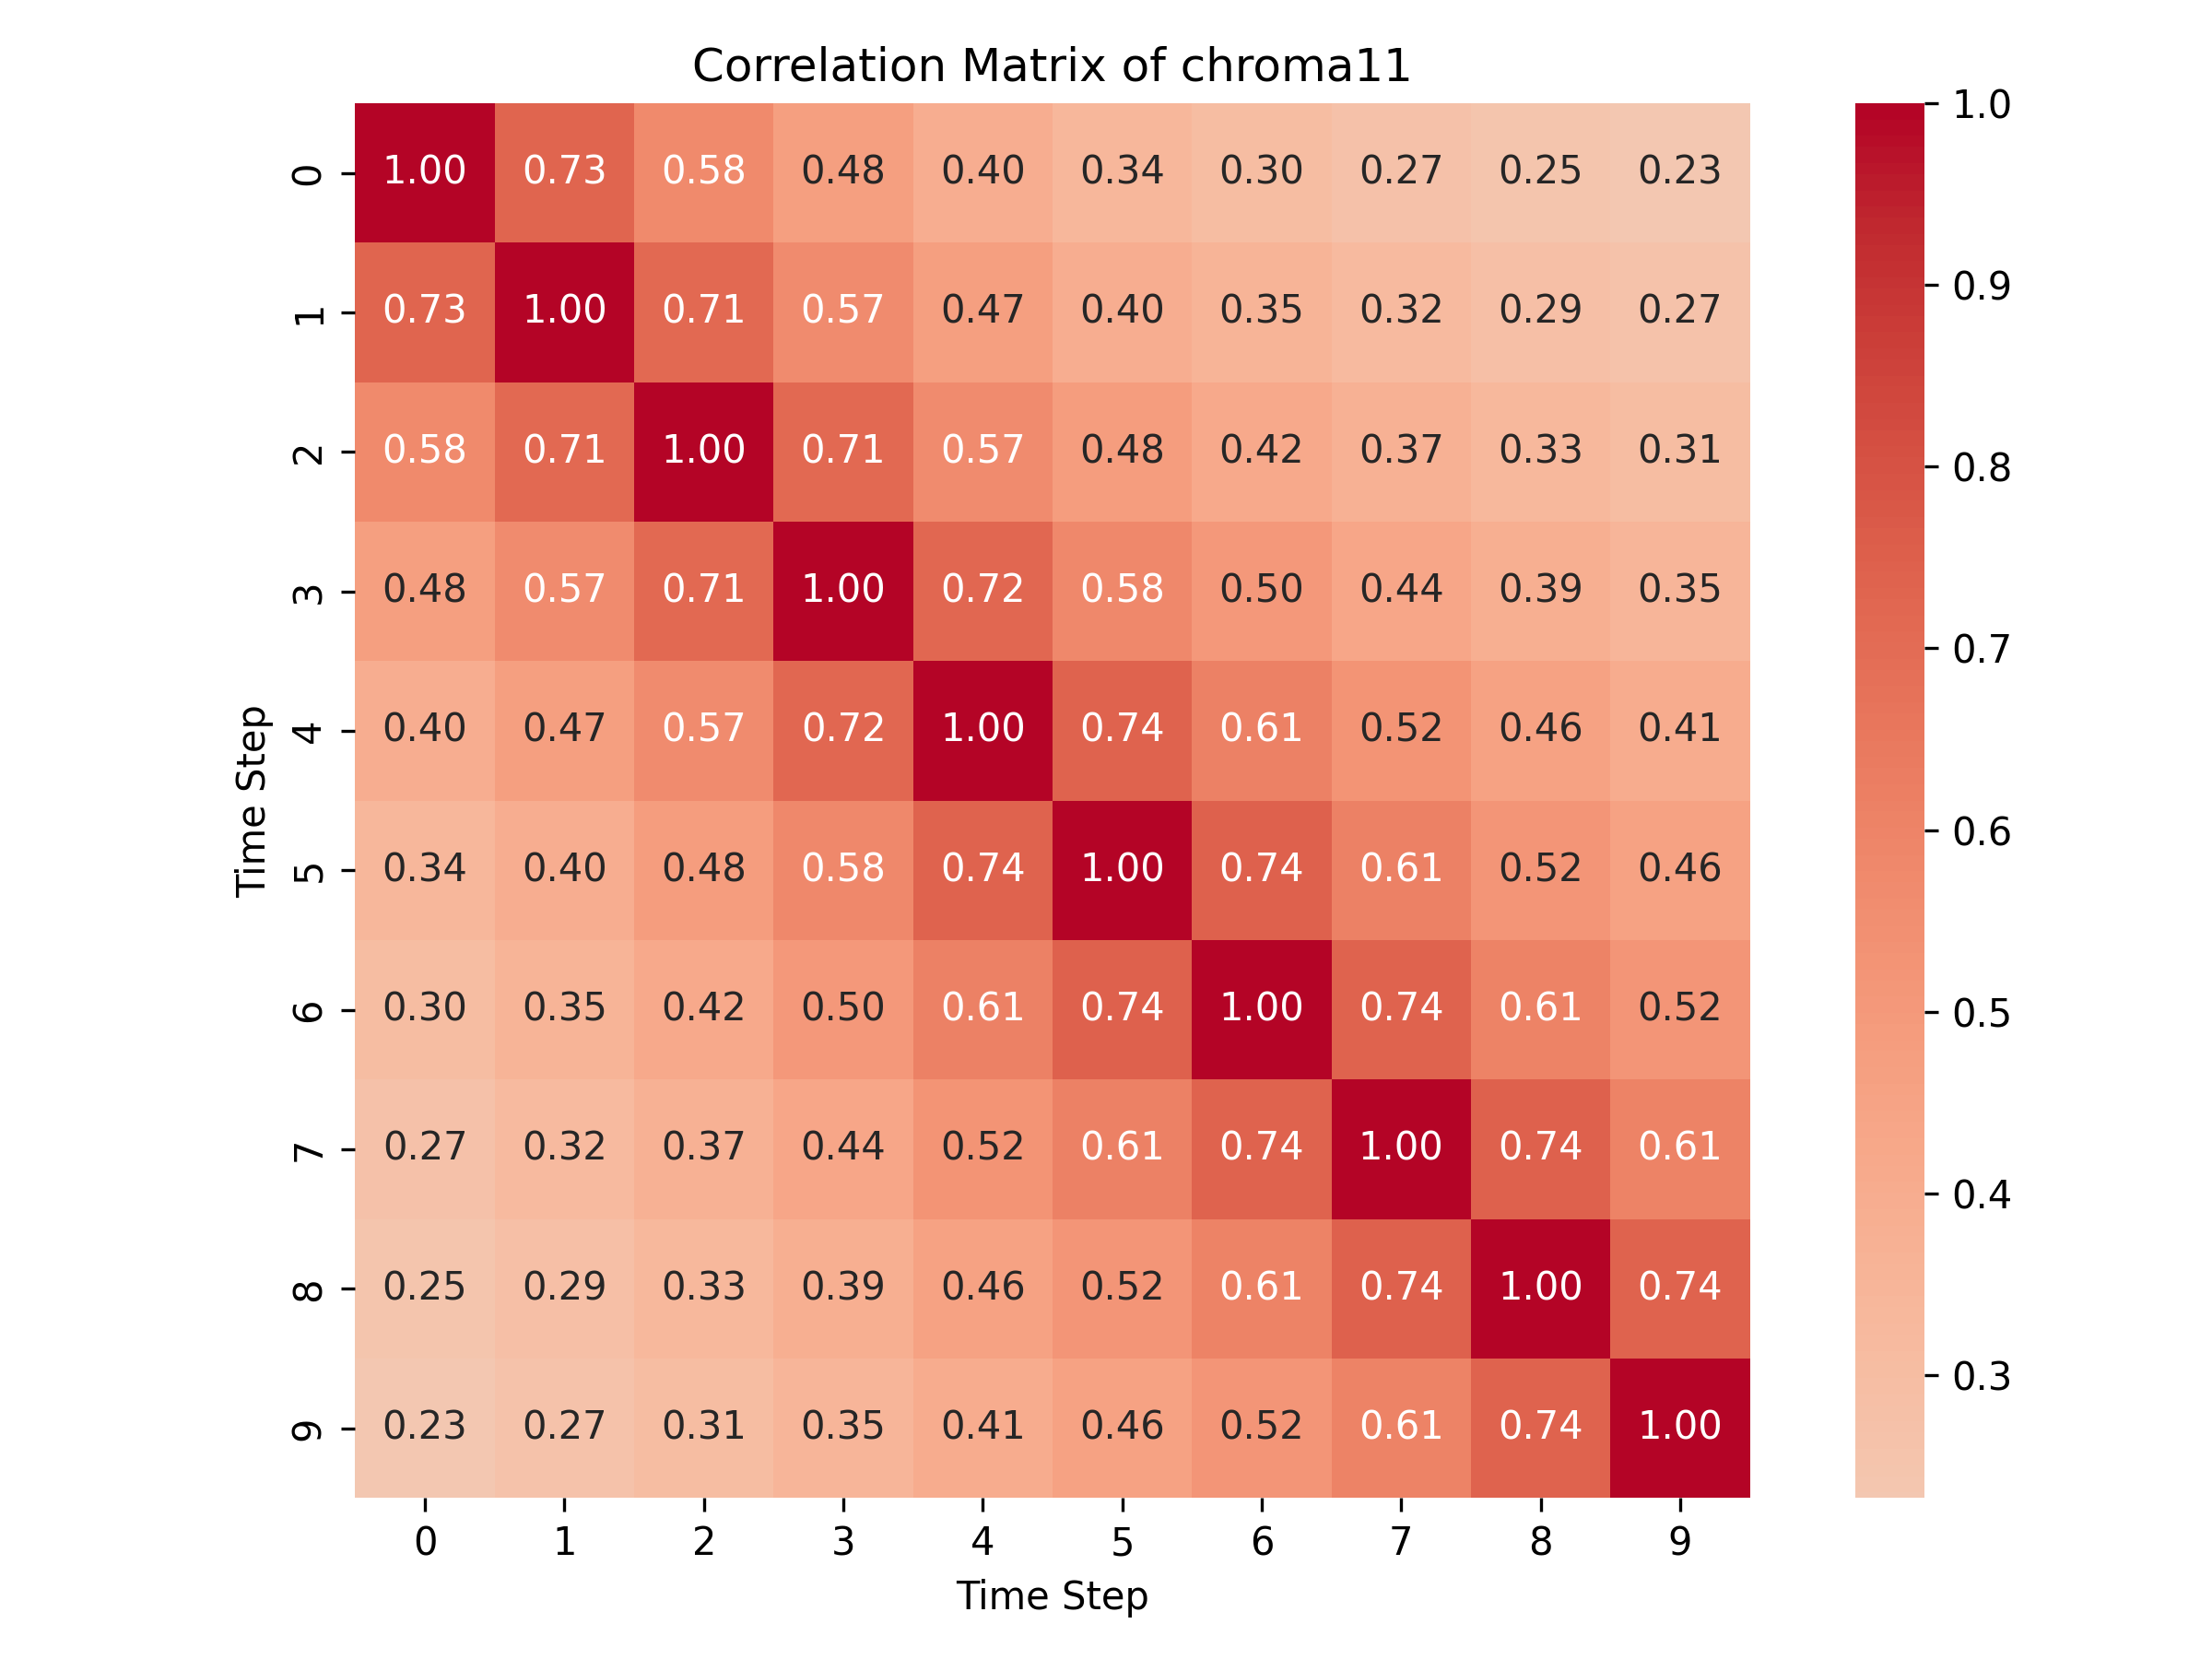 Correlation Matrix of chroma11
0 1.00 0.73 0.58 0.48 0.40 0.34 0.30 0.27 0.25 0.23
1 0.73 1.00 0.71 0.57 0.47 0.40 0.35 0.32 0.29 0.27
2 0.58 0.71 1.00 0.71 0.57 0.48 0.42 0.37 0.33 0.31
3 0.48 0.57 0.71 1.00 0.72 0.58 0.50 0.44 0.39 0.35
4 0.40 0.47 0.57 0.72 1.00 0.74 0.61 0.52 0.46 0.41
5 0.34 0.40 0.48 0.58 0.74 1.00 0.74 0.61 0.52 0.46
6 0.30 0.35 0.42 0.50 0.61 0.74 1.00 0.74 0.61 0.52
7 0.27 0.32 0.37 0.44 0.52 0.61 0.74 1.00 0.74 0.61
8 0.25 0.29 0.33 0.39 0.46 0.52 0.61 0.74 1.00 0.74
9 0.23 0.27 0.31 0.35 0.41 0.46 0.52 0.61 0.74 1.00
0 1 2 3 4 5 6 7 8 9
Time Step
Time Step
1.0
0.9
0.8
0.7
0.6
0.5
0.4
0.3